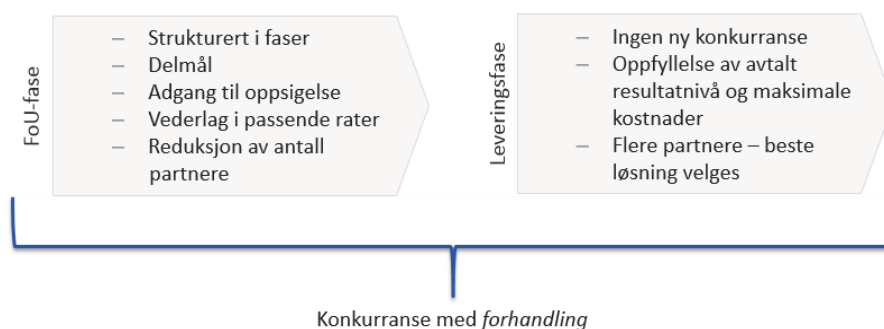 FoU-fase
– Strukturert i faser
– Delmål
– Adgang til oppsigelse
– Vederlag i passende rater
– Reduksjon av antall
partnere
Leveringsfase
– Ingen ny konkurranse
– Oppfyllelse av avtalt
resultatnivå og maksimale
kostnader
– Flere partnere – beste
løsning velges
Konkurranse med forhandling